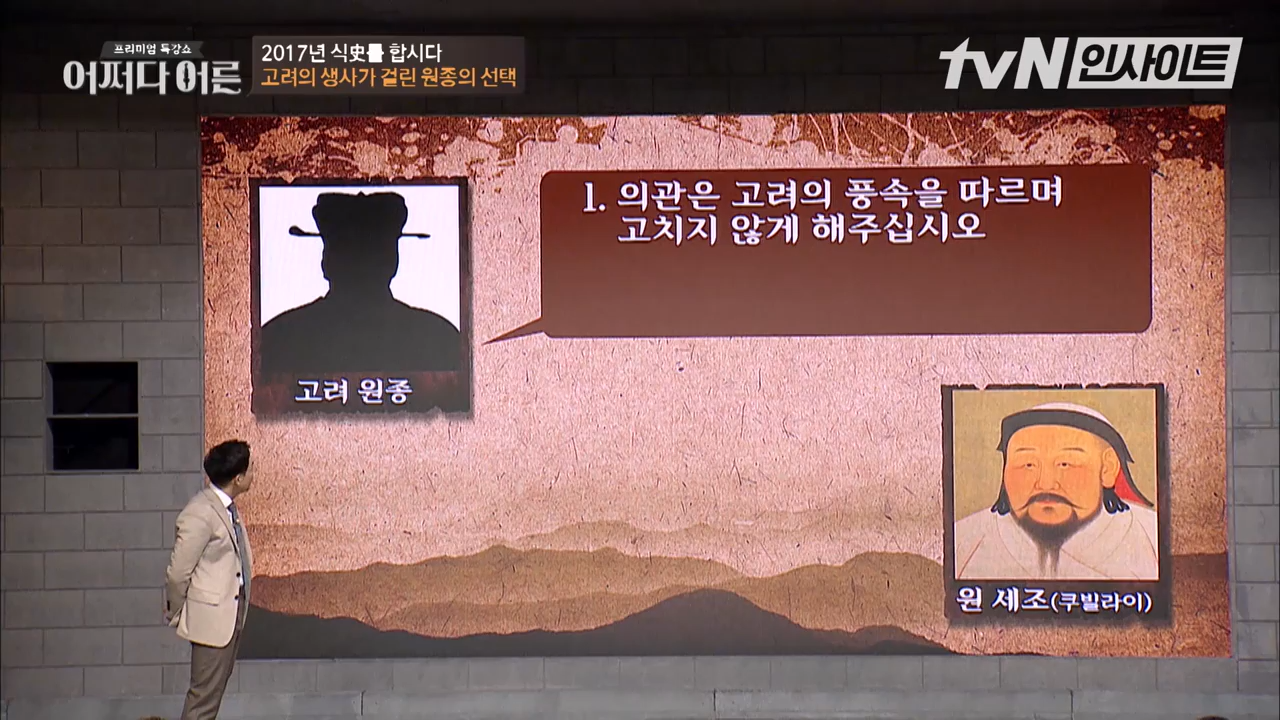 프리미엄 특강쇼
어쩌다 어른
2017년 식史를 합시다
고려의 생사가 걸린 원종의 선택
tvN 인사이트
1. 의관은 고려의 풍속을 따르며
고치지 않게 해주십시오
고려 원종
원 세조(쿠빌라이)